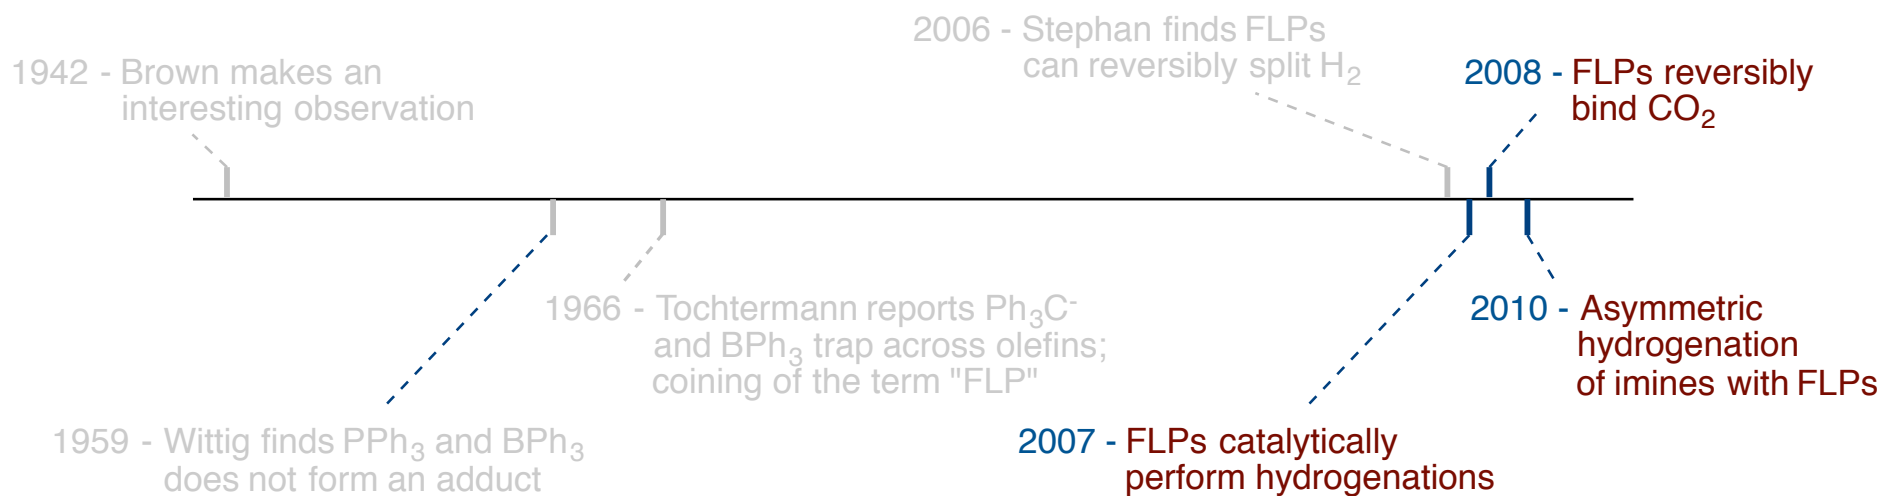 2006 - Stephan finds FLPs
can reversibly split H₂
1942 - Brown makes an
interesting observation
2008 - FLPs reversibly
bind CO₂
1966 - Tochtermann reports Ph₃C⁻
and BPh₃ trap across olefins;
coining of the term "FLP"
2010 - Asymmetric
hydrogenation
of imines with FLPs
1959 - Wittig finds PPh₃ and BPh₃
does not form an adduct
2007 - FLPs catalytically
perform hydrogenations